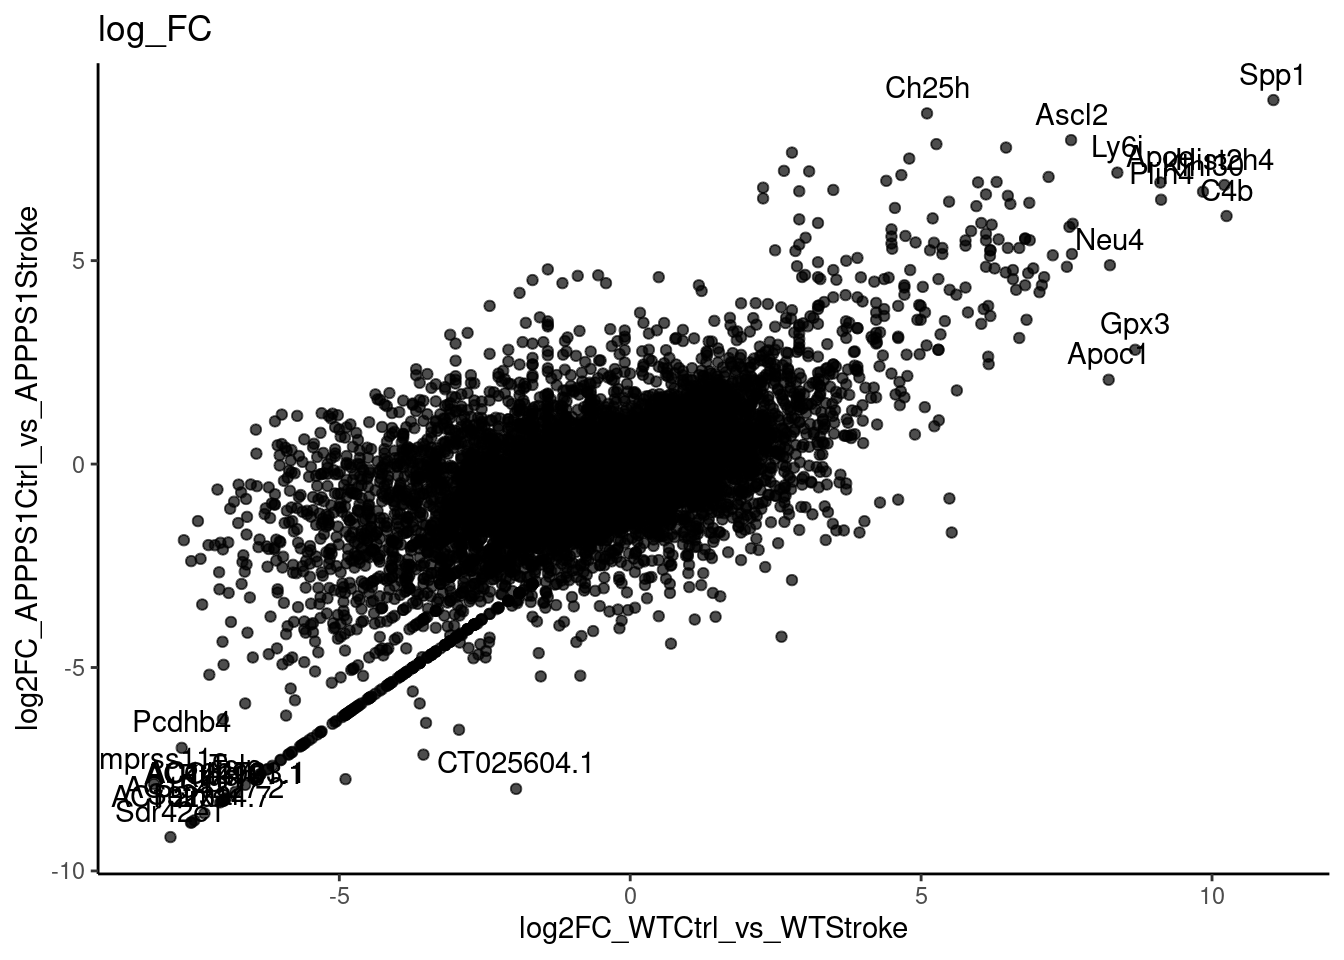 log_FC
Spp1
Ch25h
Ascl2
Ly6i
Plin4
C4b
Neu4
Gpx3
Apoc1
5
0
-5
-10
log2FC_APPPS1Ctrl_vs_APPPS1Stroke
Pcdhb4
CT025604.1
Sdr42e1
-5
0
5
10
log2FC_WTCtrl_vs_WTStroke